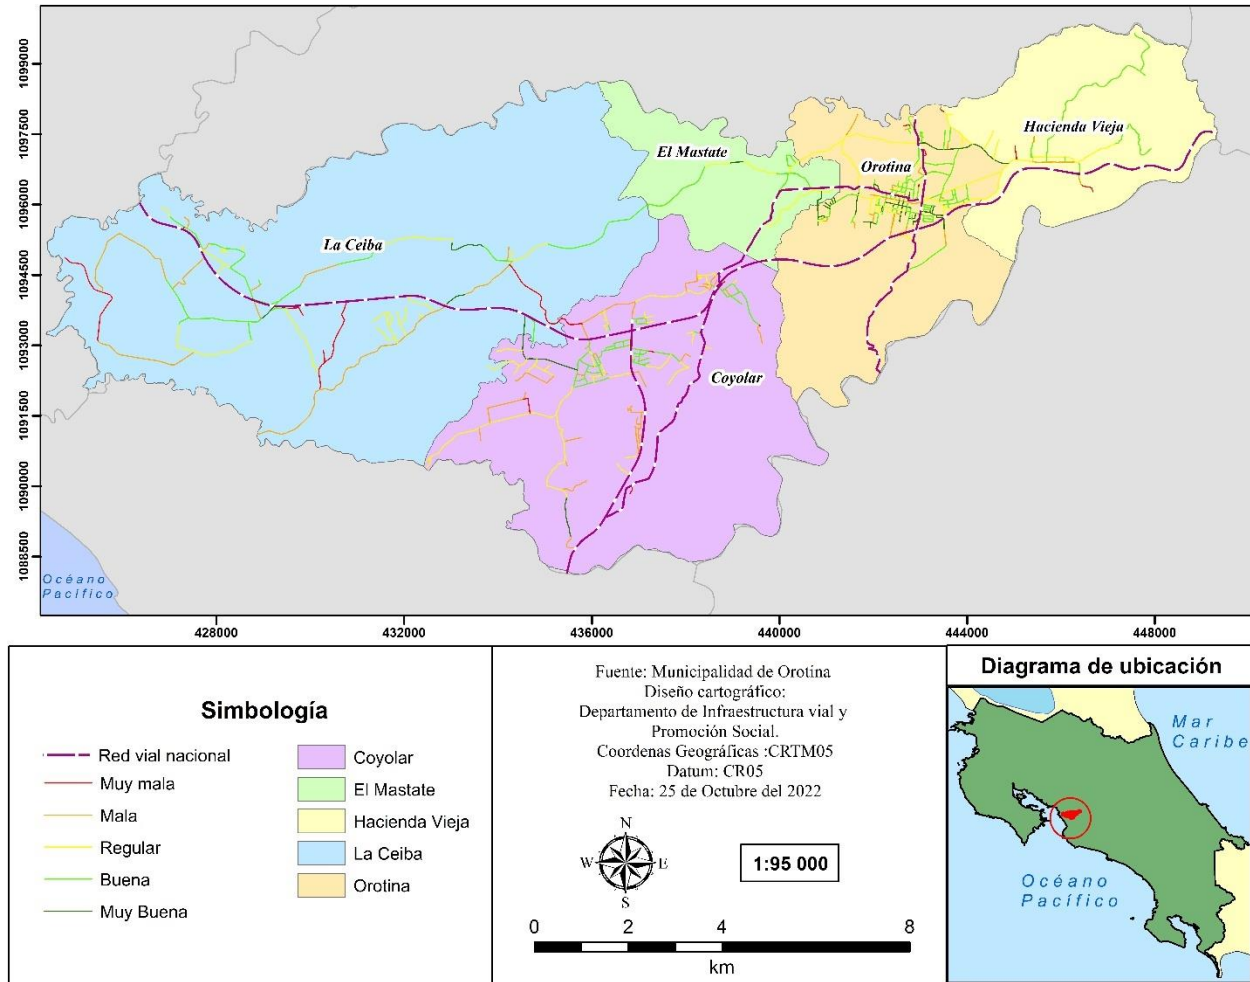 1099000
1097500
1096000
1094500
1093000
1091500
1090000
1088500
Hacienda Vieja
El Mastate
Orotina
La Ceiba
Coyolar
Océano
Pacífico
428000
432000
436000
440000
444000
448000
Simbología
Red vial nacional
Muy mala
Mala
Regular
Buena
Muy Buena
Coyolar
El Mastate
Hacienda Vieja
La Ceiba
Orotina
Fuente: Municipalidad de Orotina
Diseño cartográfico:
Departamento de Infraestructura vial y
Promoción Social.
Coordenas Geográficas :CRTM05
Datum: CR05
Fecha: 25 de Octubre del 2022
N
W
E
S
1:95 000
0 2 4 8
km
Diagrama de ubicación
Mar
Caribe
Océano
Pacífico